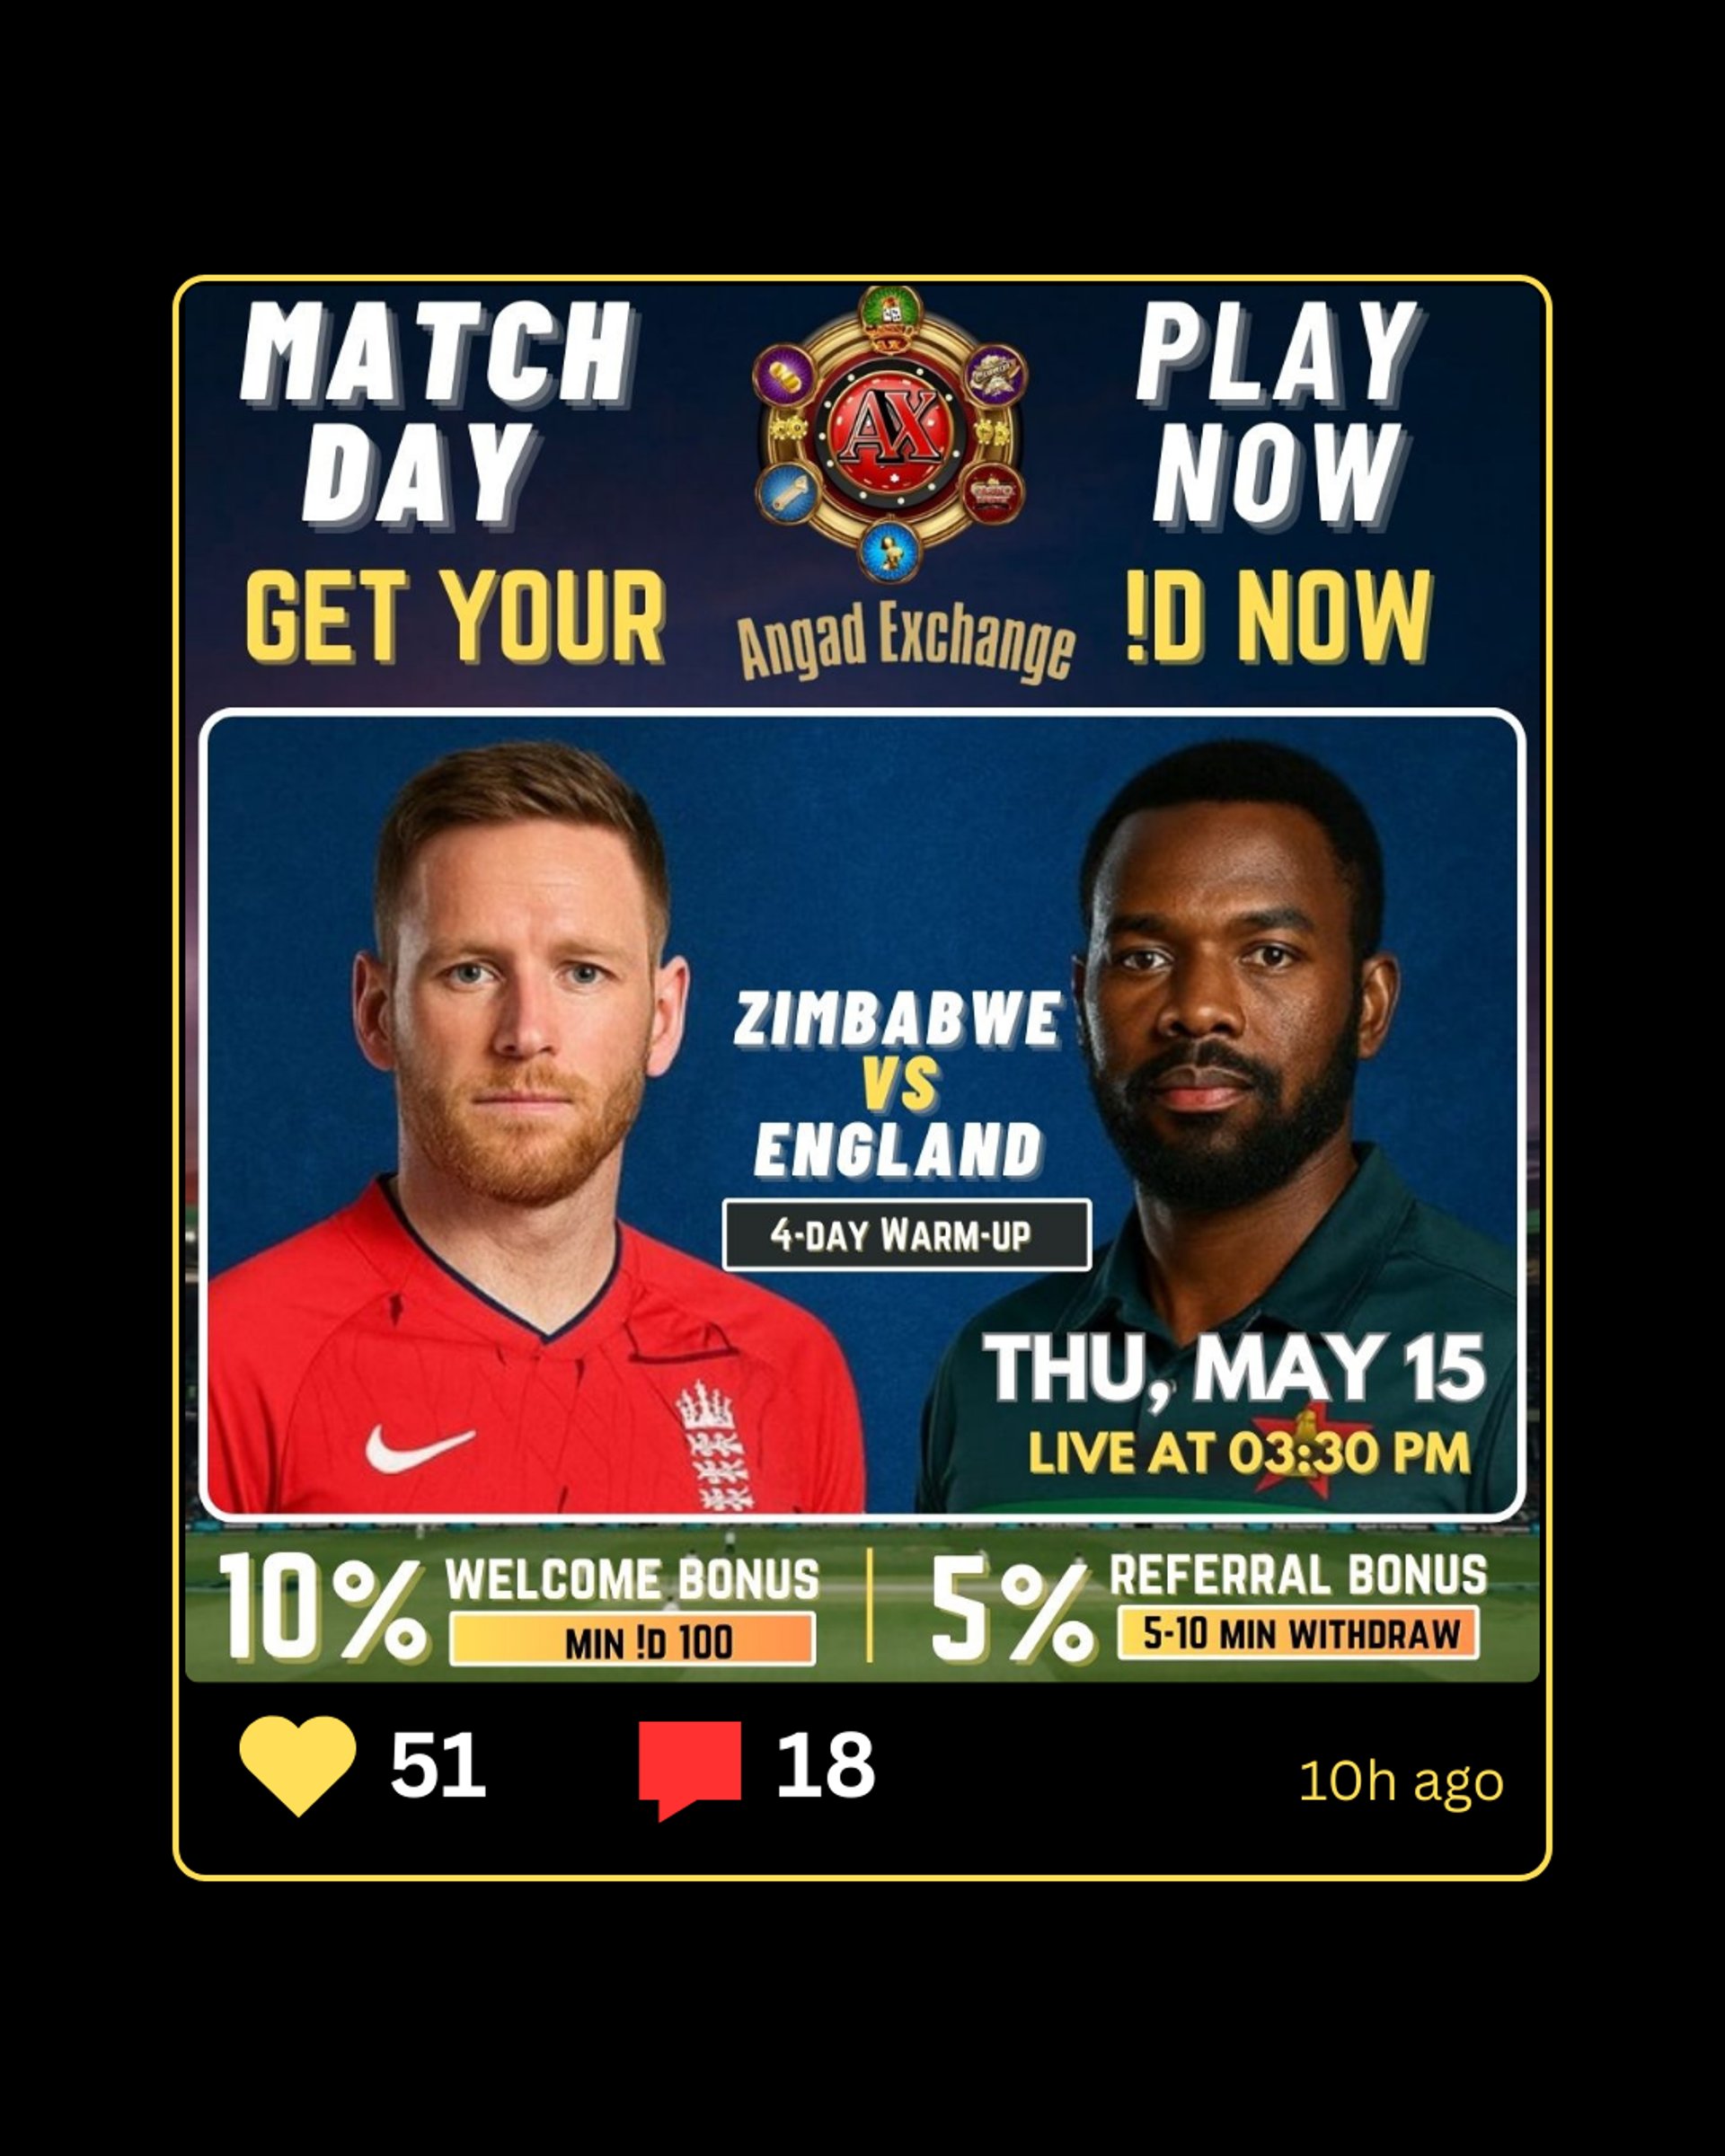 MATCH
DAY
PLAY
NOW
GET YOUR
!D NOW
AX
Angad Exchange
ZIMBABWE
VS
ENGLAND
4-DAY WARM-UP
THU, MAY 15
LIVE AT 03:30 PM
10% WELCOME BONUS
MIN !D 100
5% REFERRAL BONUS
5-10 MIN WITHDRAW
51
18
10h ago